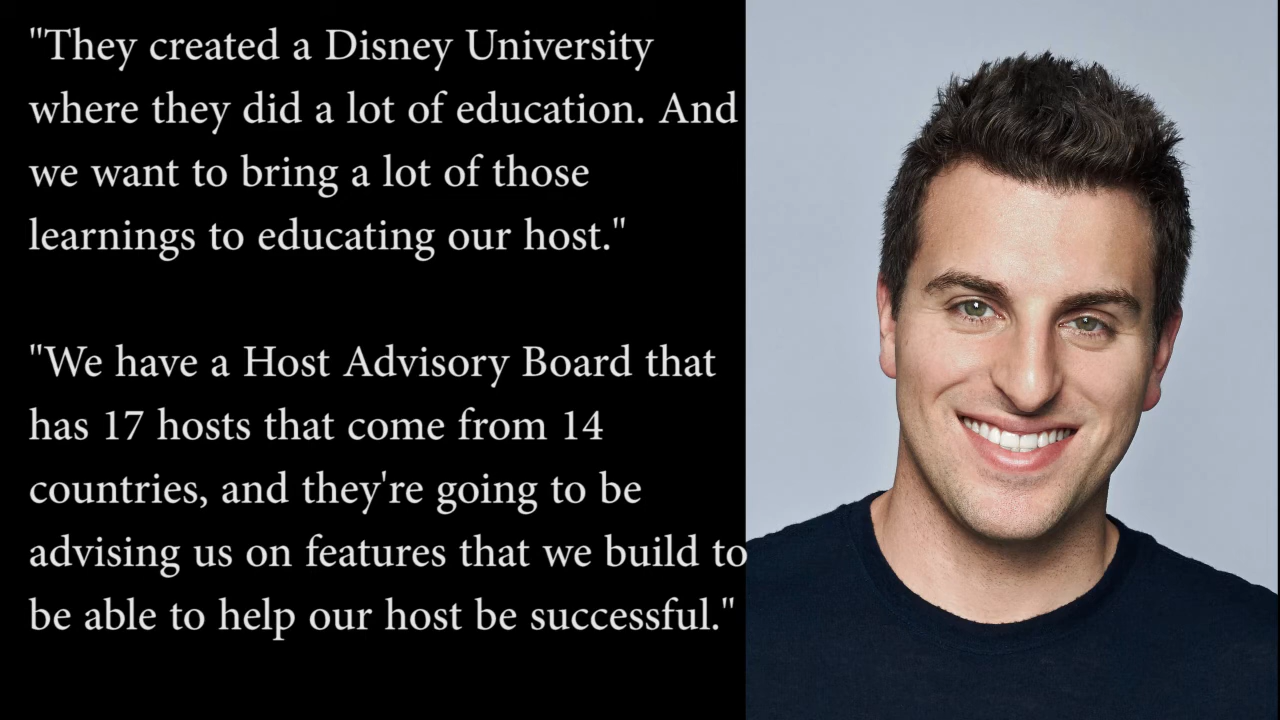 "They created a Disney University
where they did a lot of education. And
we want to bring a lot of those
learnings to educating our host."
"We have a Host Advisory Board that
has 17 hosts that come from 14
countries, and they're going to be
advising us on features that we build to
be able to help our host be successful."